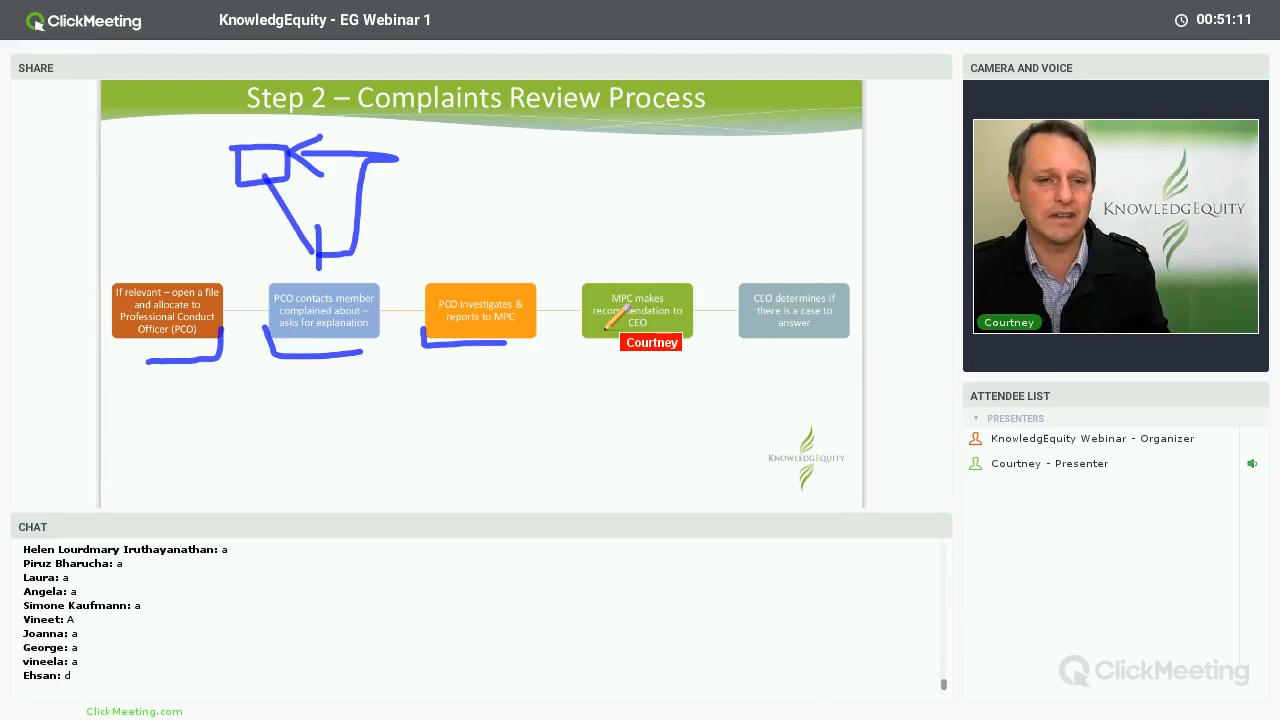 ClickMeeting
KnowledgEquity - EG Webinar 1
00:51:11
SHARE
Step 2 – Complaints Review Process
If relevant – open a file
and allocate to
Professional Conduct
Officer (PCO)
PCO contacts member
complained about –
asks for explanation
PCO investigates &
reports to MPC
MPC makes
recommendation to
CEO
CEO determines if
there is a case to
answer
Courtney
KNOWLEDGEQUITY
CAMERA AND VOICE
KNOWLEDGEQUITY
Courtney
ATTENDEE LIST
PRESENTERS
KnowledgEquity Webinar - Organizer
Courtney - Presenter
CHAT
Helen Lourdmary Iruthayanathan: a
Piruz Bharucha: a
Laura: a
Angela: a
Simone Kaufmann: a
Vineet: A
Joanna: a
George: a
vineela: a
Ehsan: d
ClickMeeting
ClickMeeting.com